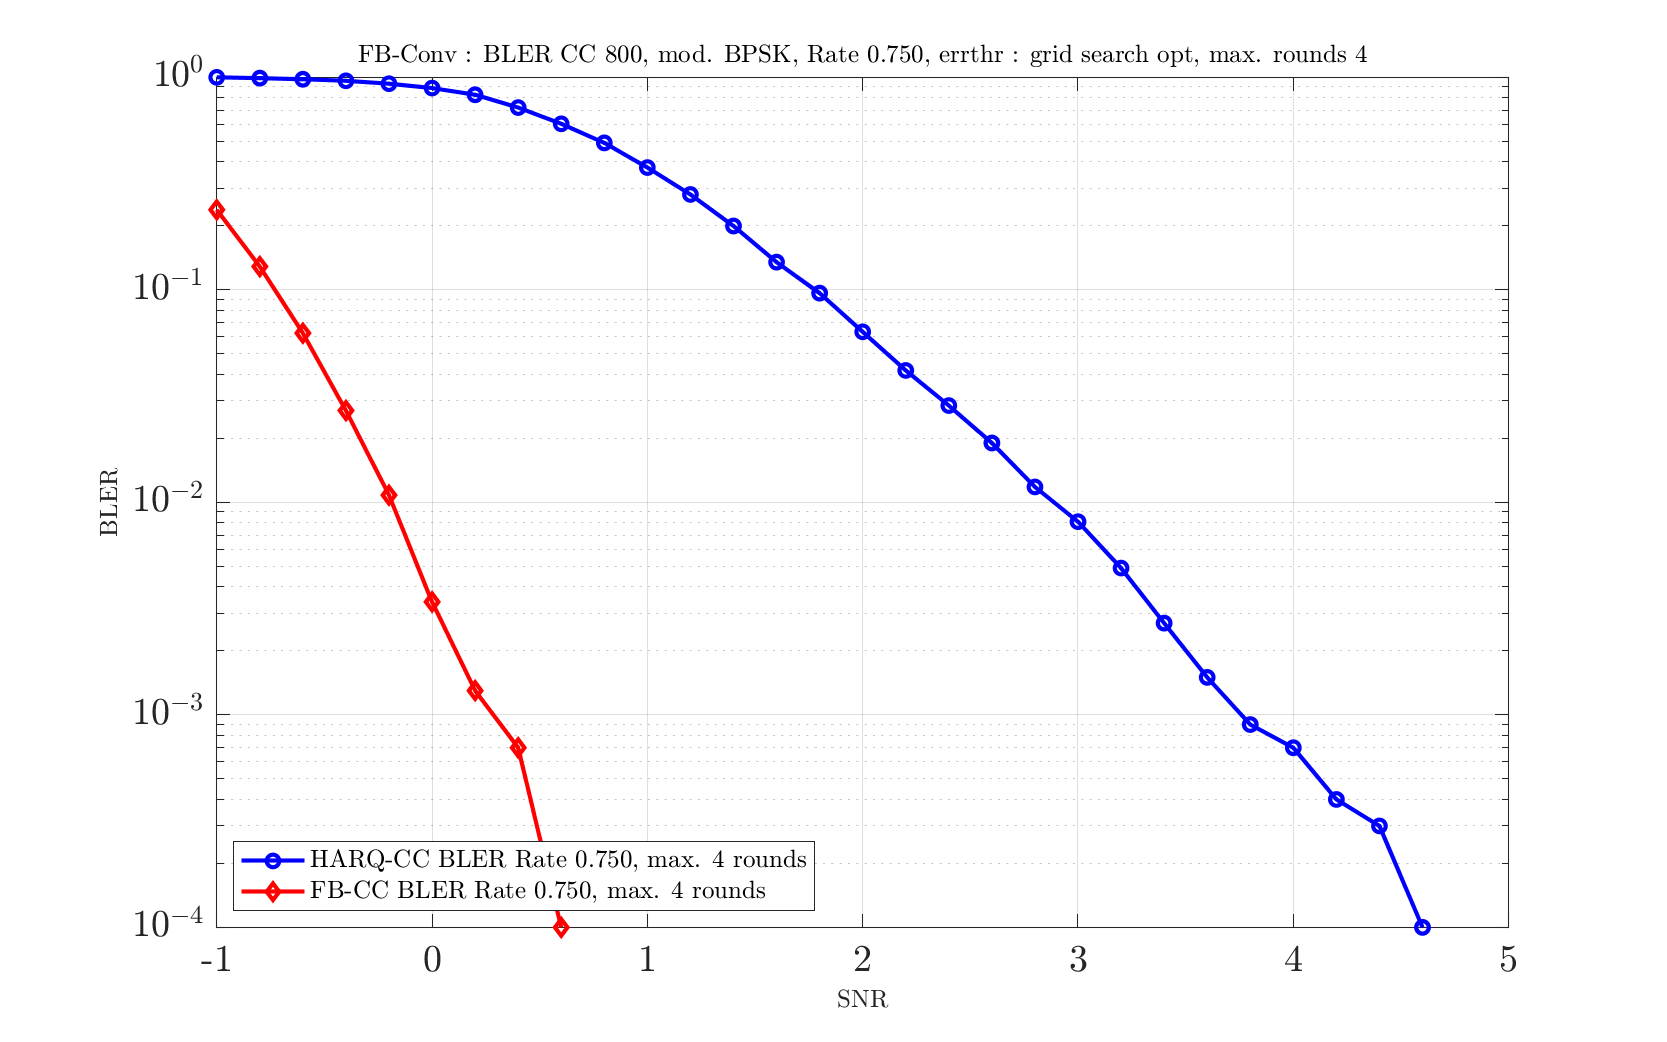 FB-Conv : BLER CC 800, mod. BPSK, Rate 0.750, errthr : grid search opt, max. rounds 4
10^0
10^{-1}
10^{-2}
10^{-3}
10^{-4}
BLER
HARQ-CC BLER Rate 0.750, max. 4 rounds
FB-CC BLER Rate 0.750, max. 4 rounds
-1 0 1 2 3 4 5
SNR